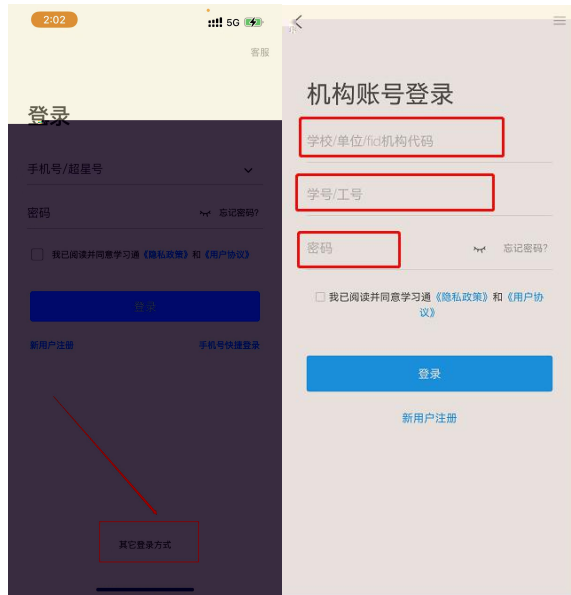 2:02
5G
客服
登录
手机号/超星号
密码
忘记密码?
我已阅读并同意学习通《隐私政策》和《用户协议》
登录
新用户注册
手机号快捷登录
其它登录方式
机构账号登录
学校/单位/fid机构代码
学号/工号
密码
忘记密码?
我已阅读并同意学习通《隐私政策》和《用户协
议》
登录
新用户注册